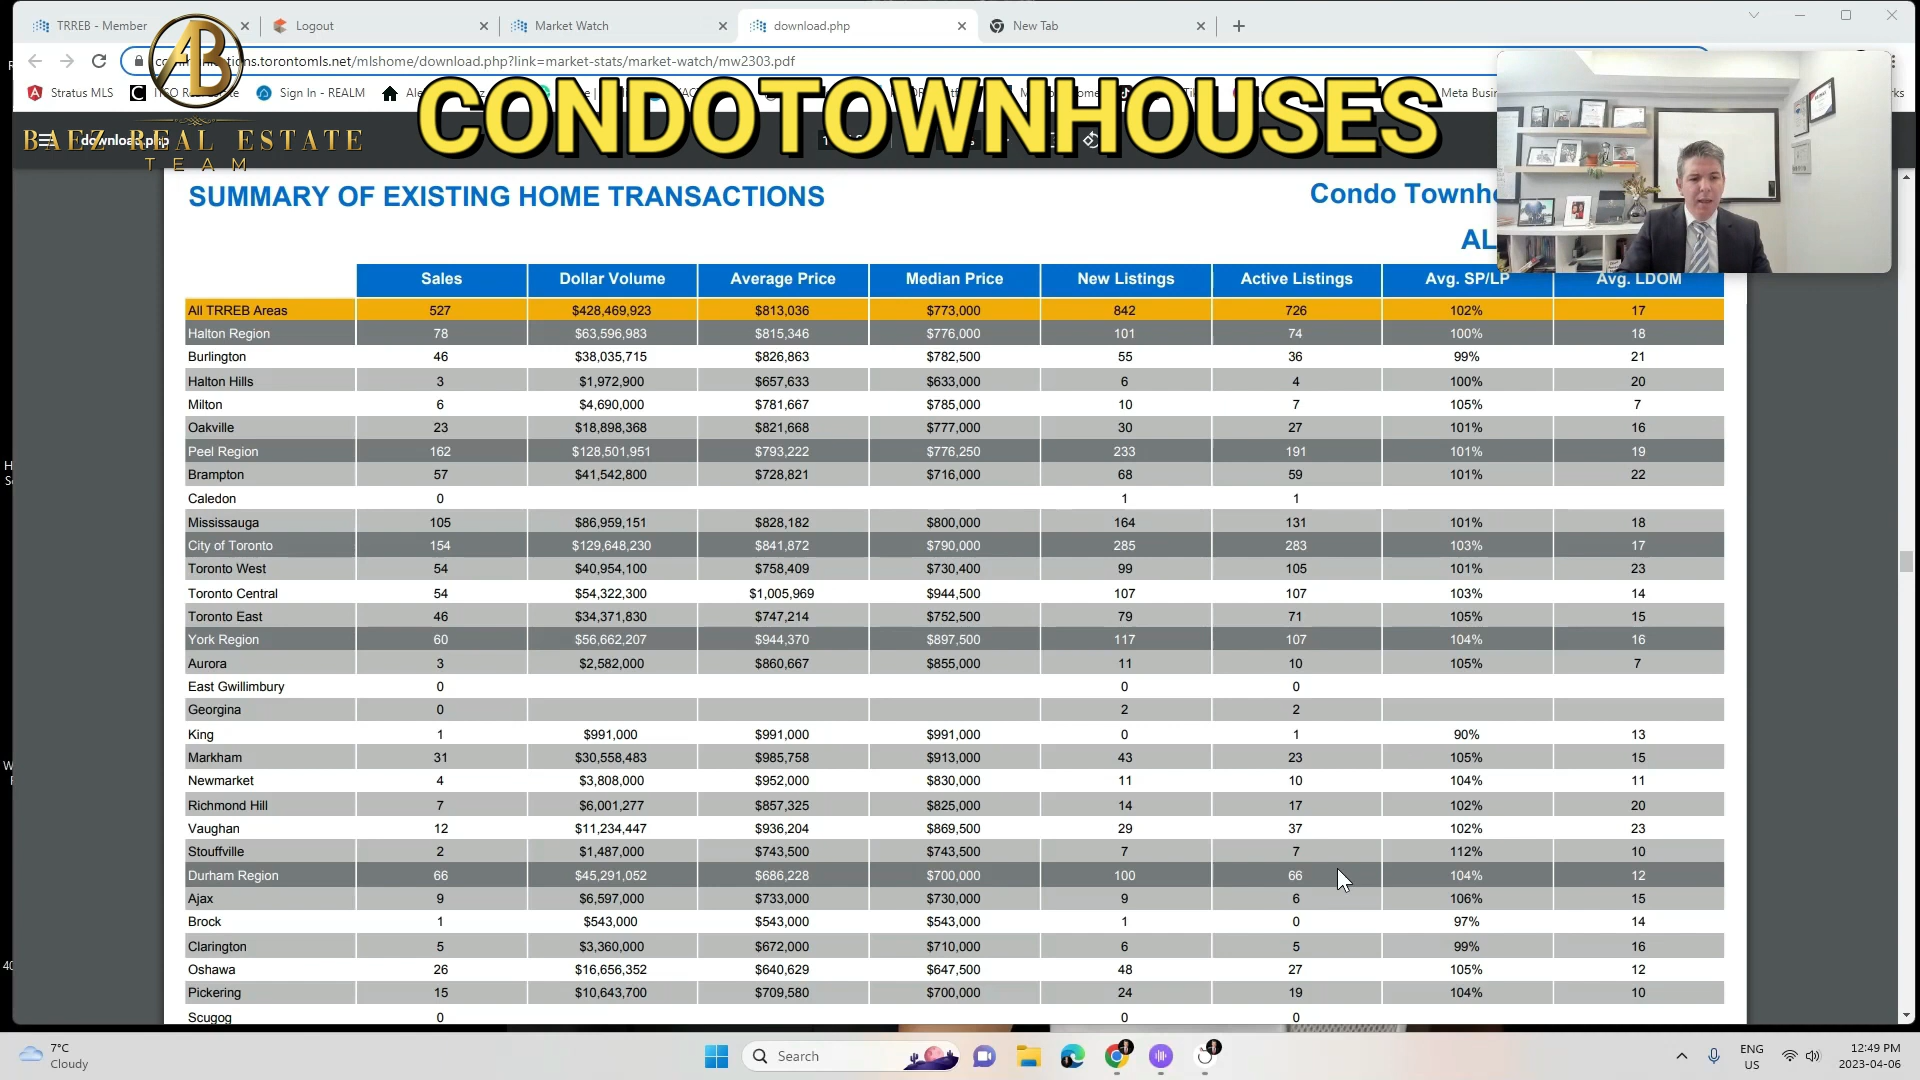 TRREB - Member
Logout
Market Watch
download.php
New Tab
ns.torontomls.net/mlshome/download.php?link=market-stats/market-watch/mw2303.pdf
Stratus MLS
Sign In - REALM
Meta Busin
AB
BAEZ REAL ESTATE
TEAM
download.php
CONDO TOWNHOUSES
SUMMARY OF EXISTING HOME TRANSACTIONS
Condo Townh
AL
Sales Dollar Volume Average Price Median Price New Listings Active Listings Avg. SP/LP Avg. LDOM
All TRREB Areas 527 $428,469,923 $813,036 $773,000 842 726 102% 17
Halton Region 78 $63,596,983 $815,346 $776,000 101 74 100% 18
Burlington 46 $38,035,715 $826,863 $782,500 55 36 99% 21
Halton Hills 3 $1,972,900 $657,633 $633,000 6 4 100% 20
Milton 6 $4,690,000 $781,667 $785,000 10 7 105% 7
Oakville 23 $18,898,368 $821,668 $777,000 30 27 101% 16
Peel Region 162 $128,501,951 $793,222 $776,250 233 191 101% 19
Brampton 57 $41,542,800 $728,821 $716,000 68 59 101% 22
Caledon 0 1 1
Mississauga 105 $86,959,151 $828,182 $800,000 164 131 101% 18
City of Toronto 154 $129,648,230 $841,872 $790,000 285 283 103% 17
Toronto West 54 $40,954,100 $758,409 $730,400 99 105 101% 23
Toronto Central 54 $54,322,300 $1,005,969 $944,500 107 107 103% 14
Toronto East 46 $34,371,830 $747,214 $752,500 79 71 105% 15
York Region 60 $56,662,207 $944,370 $897,500 117 107 104% 16
Aurora 3 $2,582,000 $860,667 $855,000 11 10 105% 7
East Gwillimbury 0 0 0
Georgina 0 2 2
King 1 $991,000 $991,000 $991,000 0 1 90% 13
Markham 31 $30,558,483 $985,758 $913,000 43 23 105% 15
Newmarket 4 $3,808,000 $952,000 $830,000 11 10 104% 11
Richmond Hill 7 $6,001,277 $857,325 $825,000 14 17 102% 20
Vaughan 12 $11,234,447 $936,204 $869,500 29 37 102% 23
Stouffville 2 $1,487,000 $743,500 $743,500 7 7 112% 10
Durham Region 66 $45,291,052 $686,228 $700,000 100 66 104% 12
Ajax 9 $6,597,000 $733,000 $730,000 9 6 106% 15
Brock 1 $543,000 $543,000 $543,000 1 0 97% 14
Clarington 5 $3,360,000 $672,000 $710,000 6 5 99% 16
Oshawa 26 $16,656,352 $640,629 $647,500 48 27 105% 12
Pickering 15 $10,643,700 $709,580 $700,000 24 19 104% 10
Scugog 0 0 0
7°C
Cloudy
Search
ENG
US
12:49 PM
2023-04-06